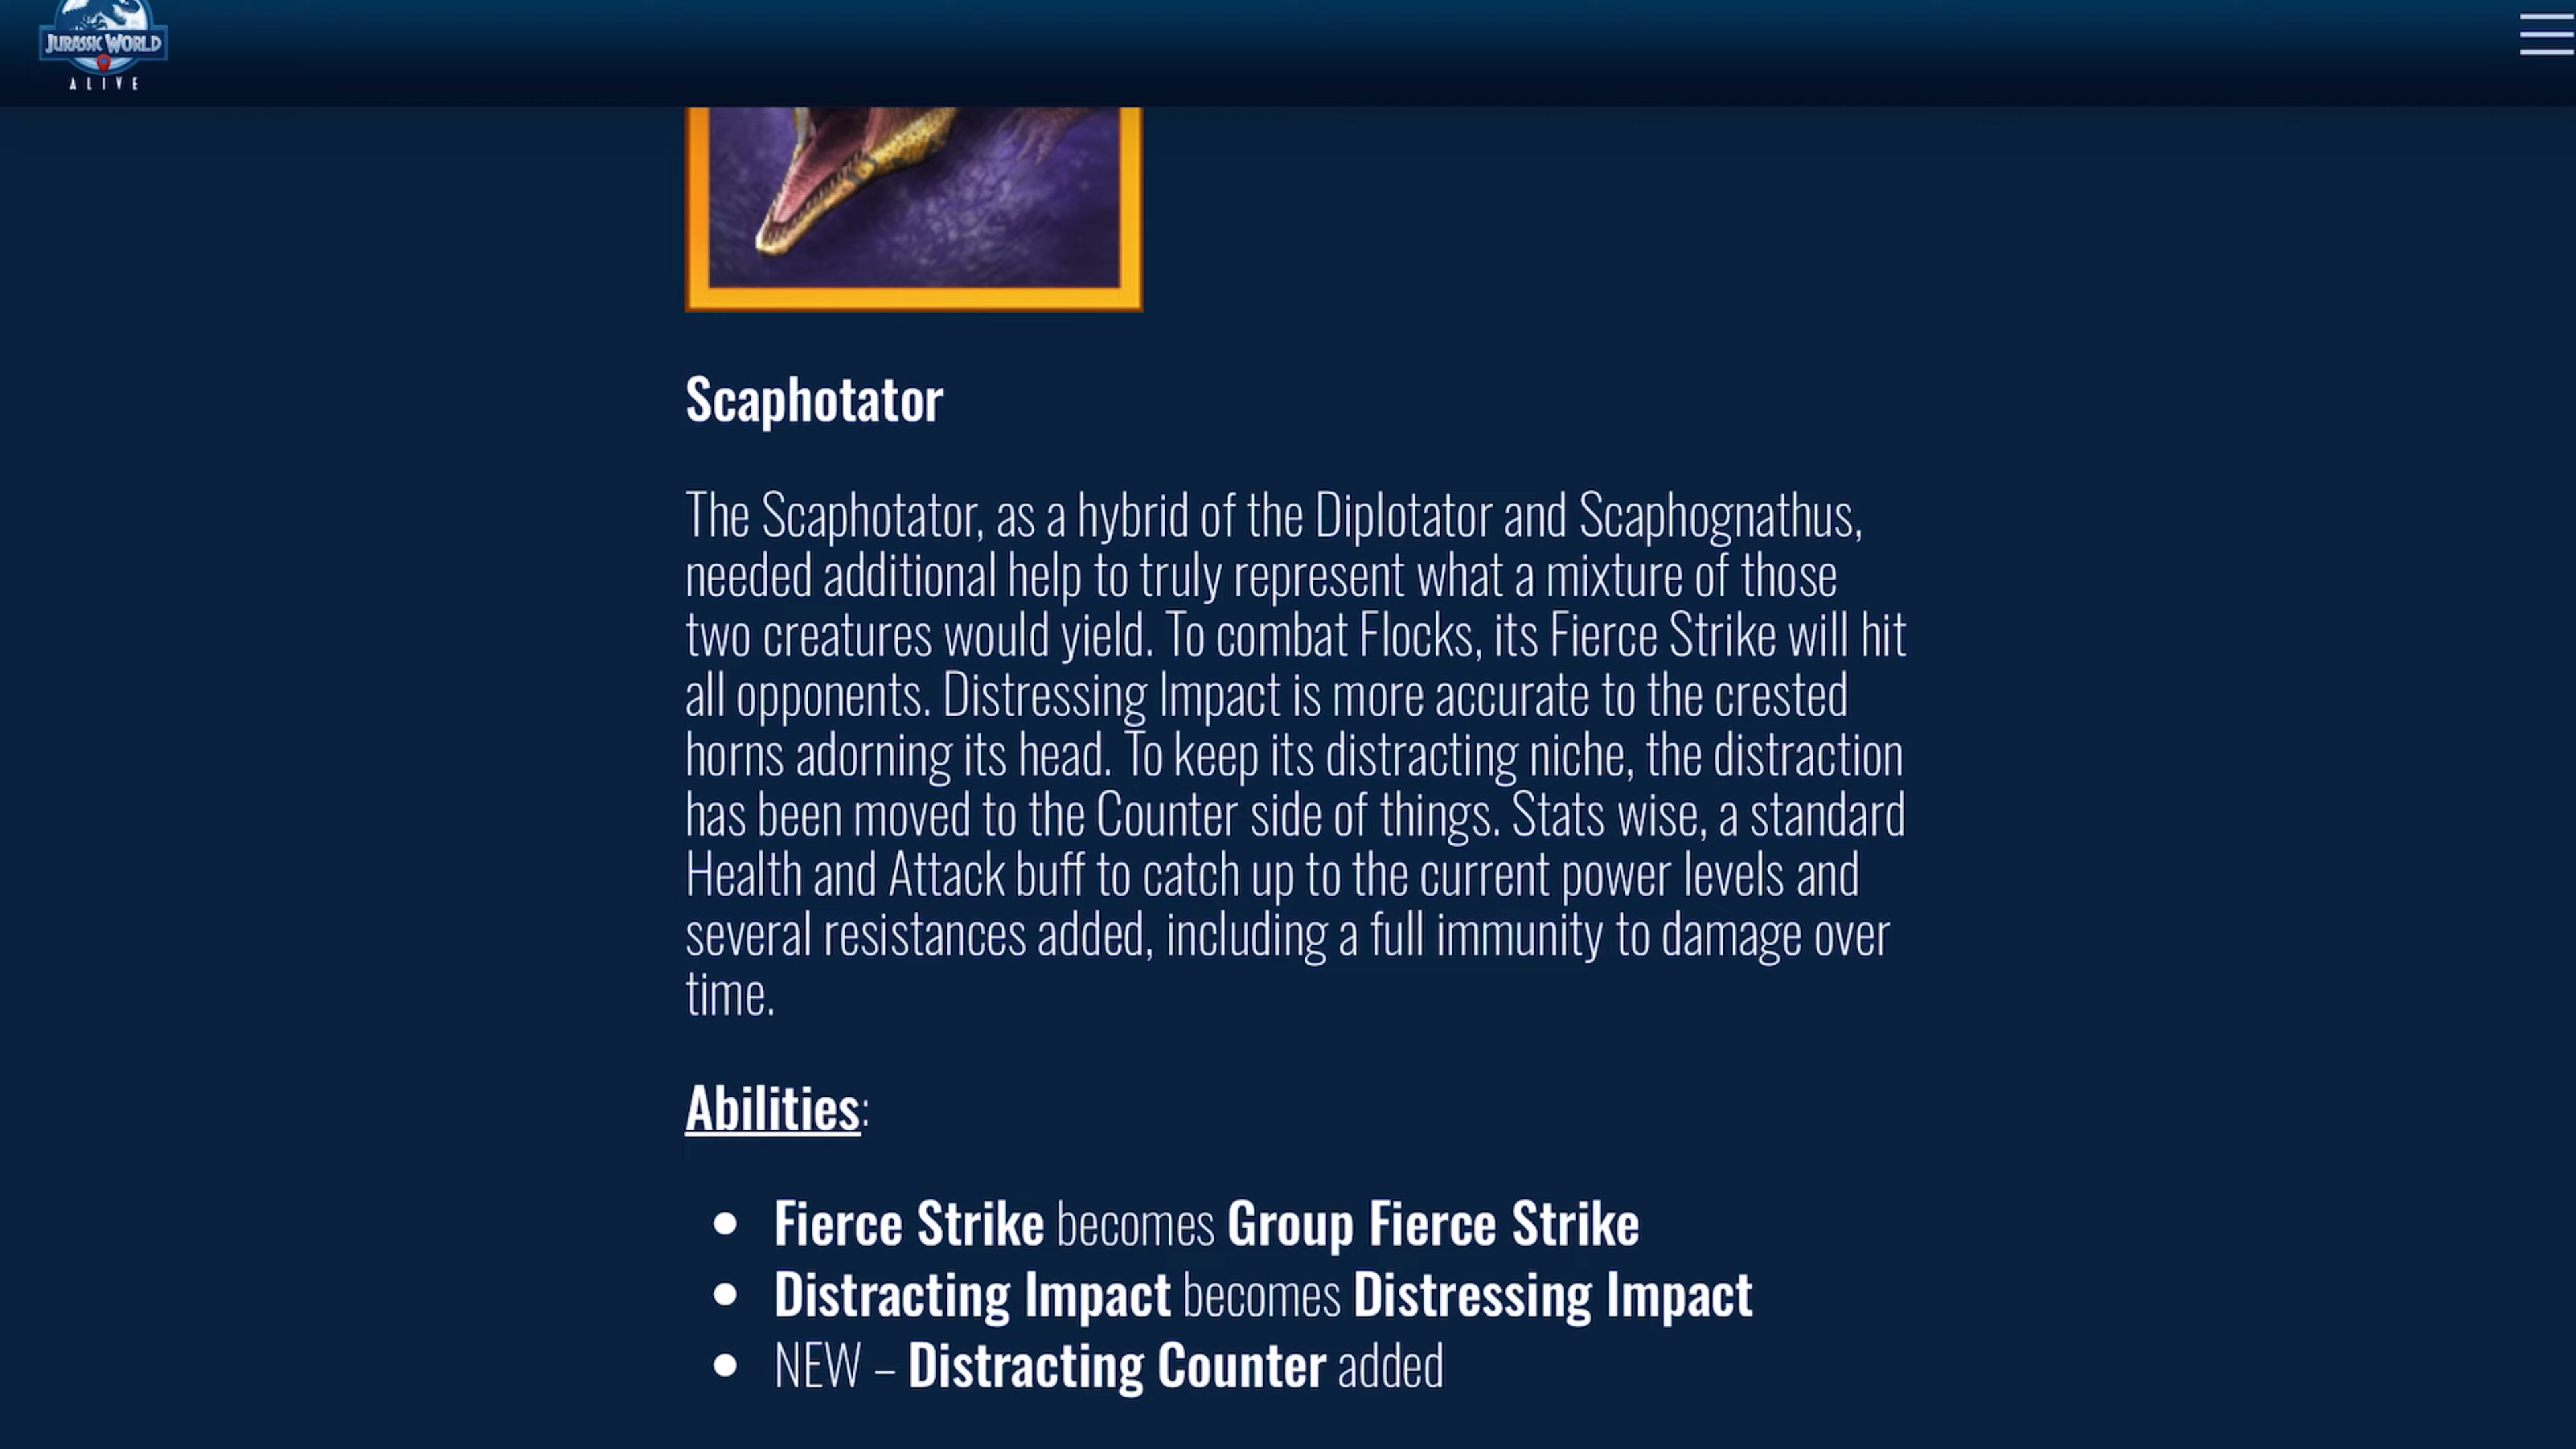 JURASSIC WORLD
ALIVE
Scaphotator
The Scaphotator, as a hybrid of the Diplotator and Scaphognathus,
needed additional help to truly represent what a mixture of those
two creatures would yield. To combat Flocks, its Fierce Strike will hit
all opponents. Distressing Impact is more accurate to the crested
horns adorning its head. To keep its distracting niche, the distraction
has been moved to the Counter side of things. Stats wise, a standard
Health and Attack buff to catch up to the current power levels and
several resistances added, including a full immunity to damage over
time.
Abilities:
• Fierce Strike becomes Group Fierce Strike
• Distracting Impact becomes Distressing Impact
• NEW – Distracting Counter added